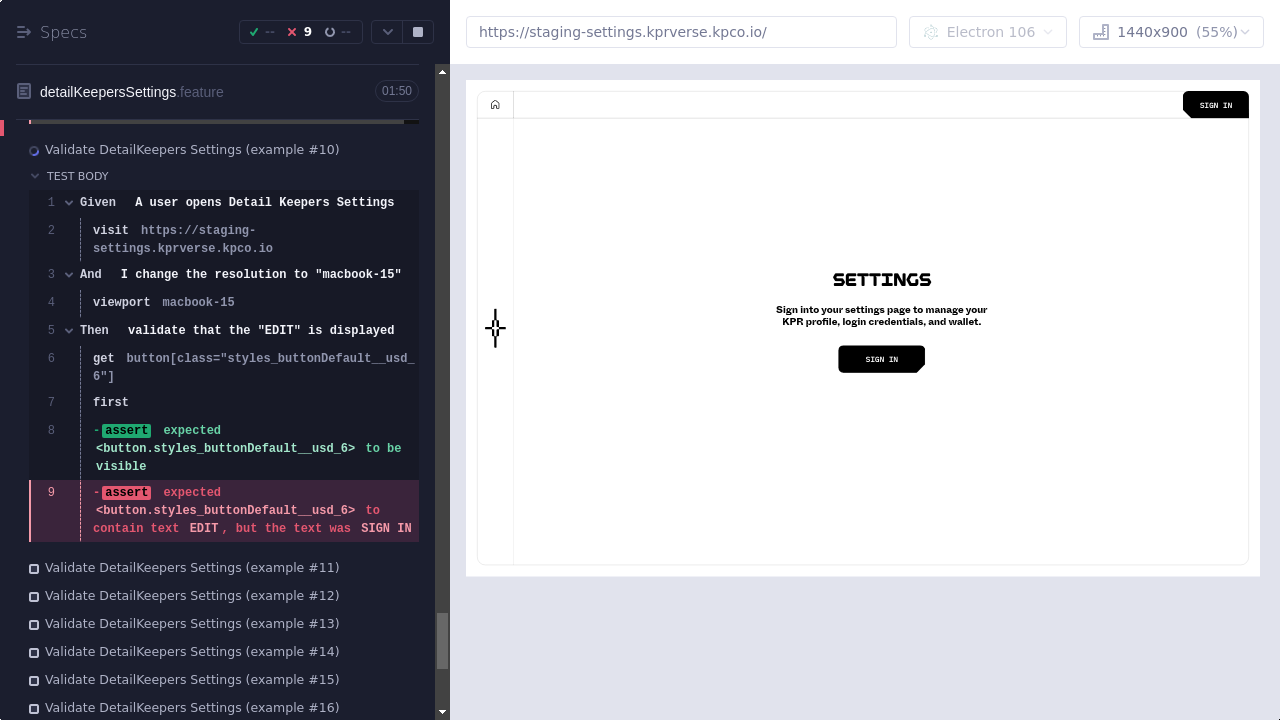 Specs
--
9
--
https://staging-settings.kprverse.kpco.io/
Electron 106
1440x900 (55%)
detailKeepersSettings.feature
01:50
Validate DetailKeepers Settings (example #10)
TEST BODY
1 Given A user opens Detail Keepers Settings
2 visit https://staging-
settings.kprverse.kpco.io
3 And I change the resolution to "macbook-15"
4 viewport macbook-15
5 Then validate that the "EDIT" is displayed
6 get button[class="styles_buttonDefault__usd_
6"]
7 first
8 -assert expected
<button.styles_buttonDefault__usd_6> to be
visible
9 -assert expected
<button.styles_buttonDefault__usd_6> to
contain text EDIT, but the text was SIGN IN
Validate DetailKeepers Settings (example #11)
Validate DetailKeepers Settings (example #12)
Validate DetailKeepers Settings (example #13)
Validate DetailKeepers Settings (example #14)
Validate DetailKeepers Settings (example #15)
Validate DetailKeepers Settings (example #16)
SIGN IN
SETTINGS
Sign into your settings page to manage your
KPR profile, login credentials, and wallet.
SIGN IN